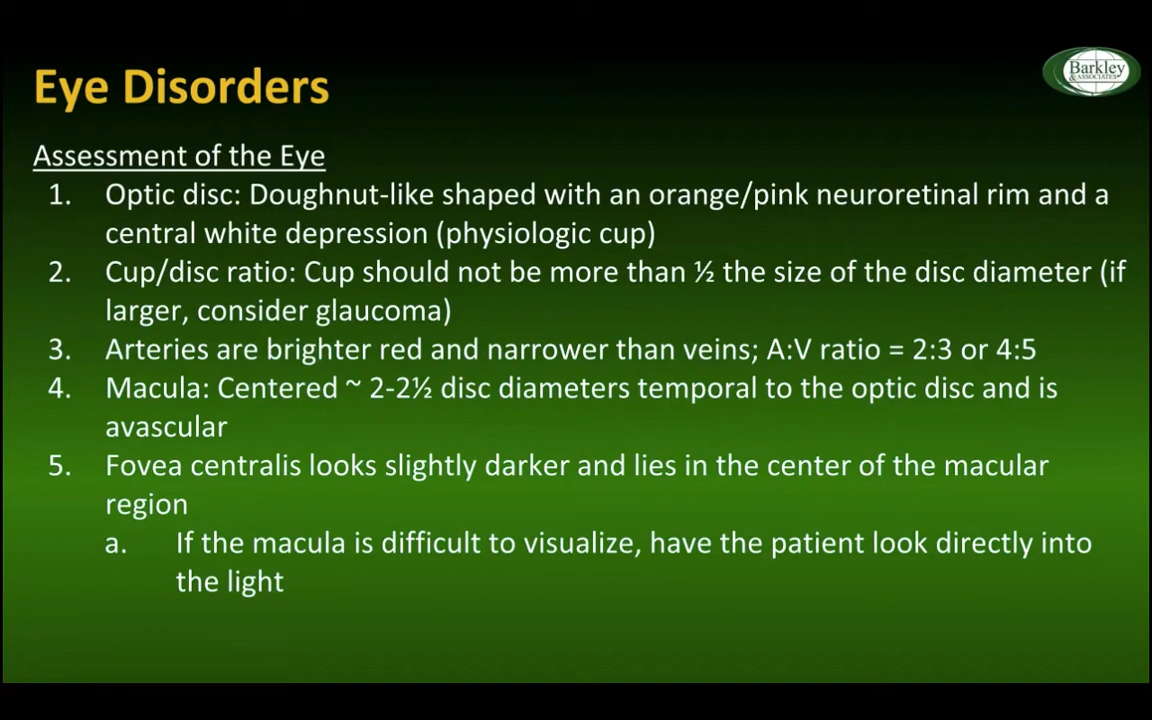 Eye Disorders
Barkley
& ASSOCIATES
Assessment of the Eye
1. Optic disc: Doughnut-like shaped with an orange/pink neuroretinal rim and a
central white depression (physiologic cup)
2. Cup/disc ratio: Cup should not be more than ½ the size of the disc diameter (if
larger, consider glaucoma)
3. Arteries are brighter red and narrower than veins; A:V ratio = 2:3 or 4:5
4. Macula: Centered ~ 2-2½ disc diameters temporal to the optic disc and is
avascular
5. Fovea centralis looks slightly darker and lies in the center of the macular
region
a. If the macula is difficult to visualize, have the patient look directly into
the light